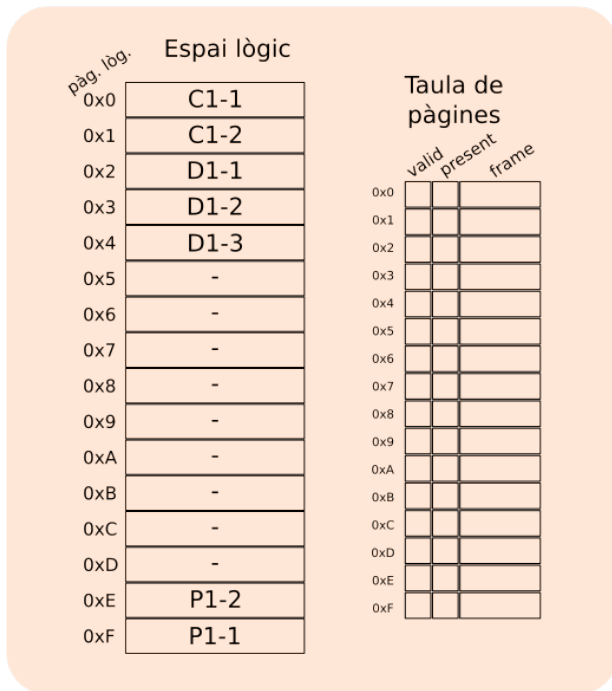 Espai lògic
pàg. lòg.
0x0 C1-1
0x1 C1-2
0x2 D1-1
0x3 D1-2
0x4 D1-3
0x5 -
0x6 -
0x7 -
0x8 -
0x9 -
0xA -
0xB -
0xC -
0xD -
0xE P1-2
0xF P1-1
Taula de
pàgines
valid present frame
0x0
0x1
0x2
0x3
0x4
0x5
0x6
0x7
0x8
0x9
0xA
0xB
0xC
0xD
0xE
0xF